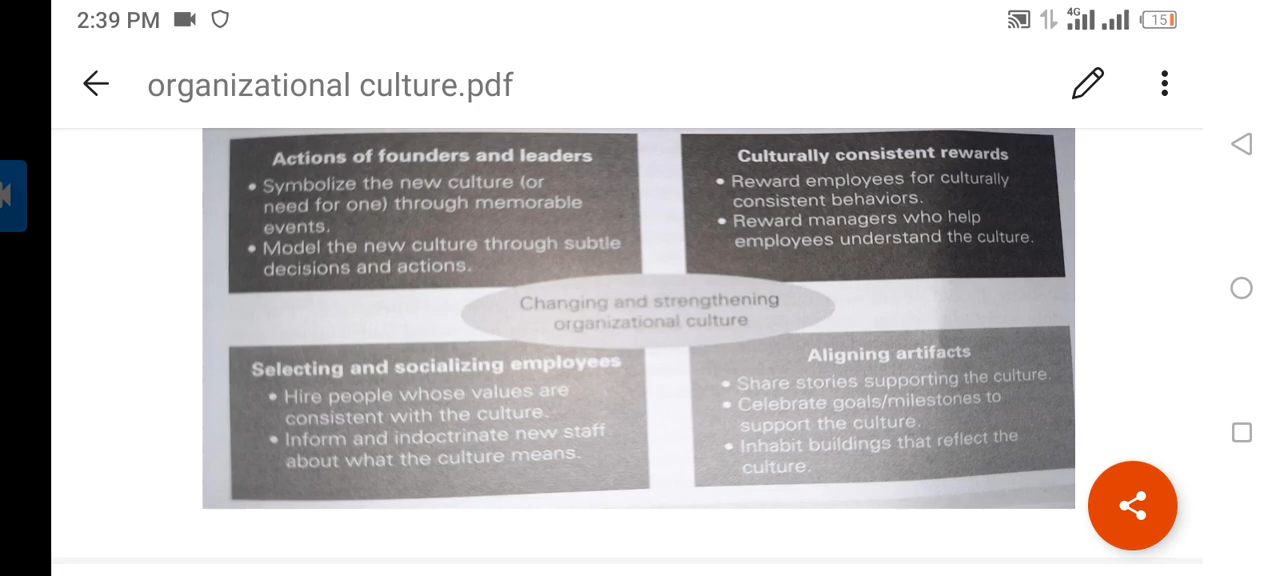 2:39 PM
4G
15
organizational culture.pdf
Actions of founders and leaders
• Symbolize the new culture (or
need for one) through memorable
events.
• Model the new culture through subtle
decisions and actions.
Culturally consistent rewards
• Reward employees for culturally
consistent behaviors.
• Reward managers who help
employees understand the culture.
Changing and strengthening
organizational culture
Selecting and socializing employees
• Hire people whose values are
consistent with the culture.
• Inform and indoctrinate new staff
about what the culture means.
Aligning artifacts
• Share stories supporting the culture.
• Celebrate goals/milestones to
support the culture.
• Inhabit buildings that reflect the
culture.